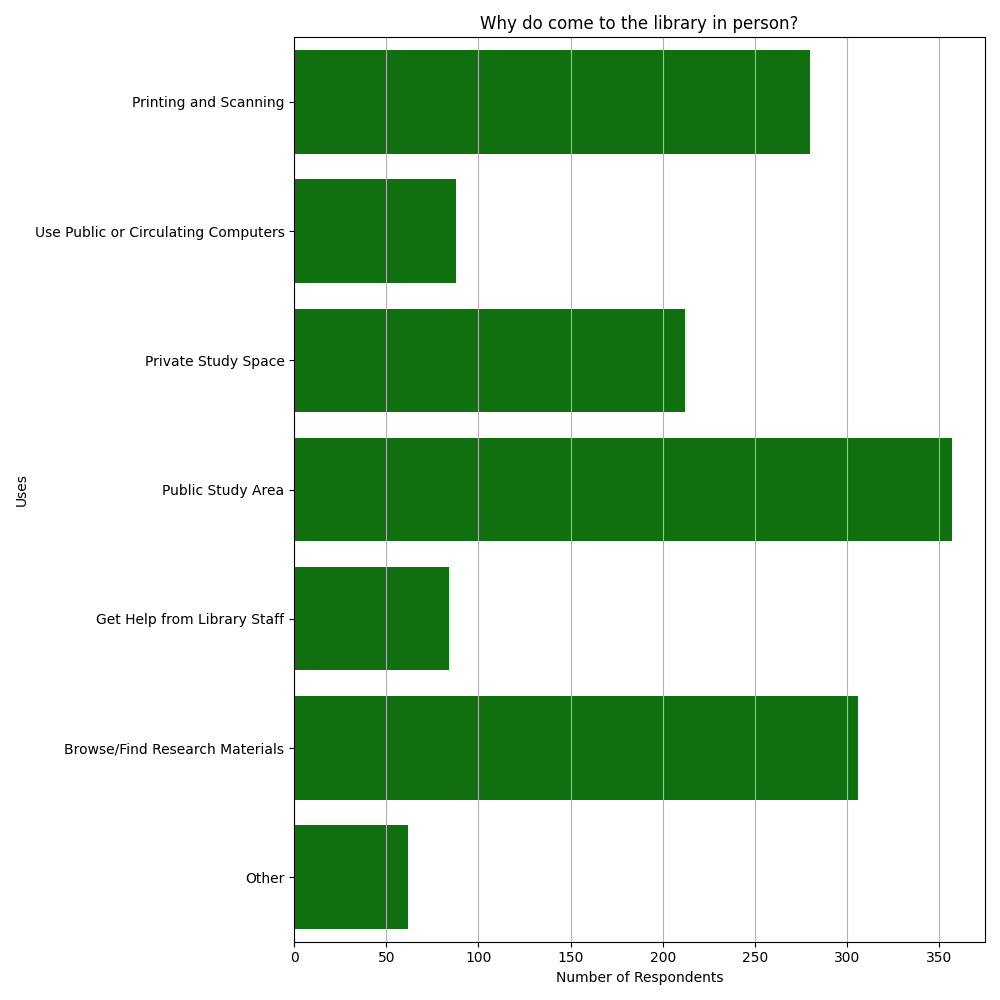 Why do come to the library in person?
Printing and Scanning
Use Public or Circulating Computers
Private Study Space
Public Study Area
Get Help from Library Staff
Browse/Find Research Materials
Other
Uses
0 50 100 150 200 250 300 350
Number of Respondents